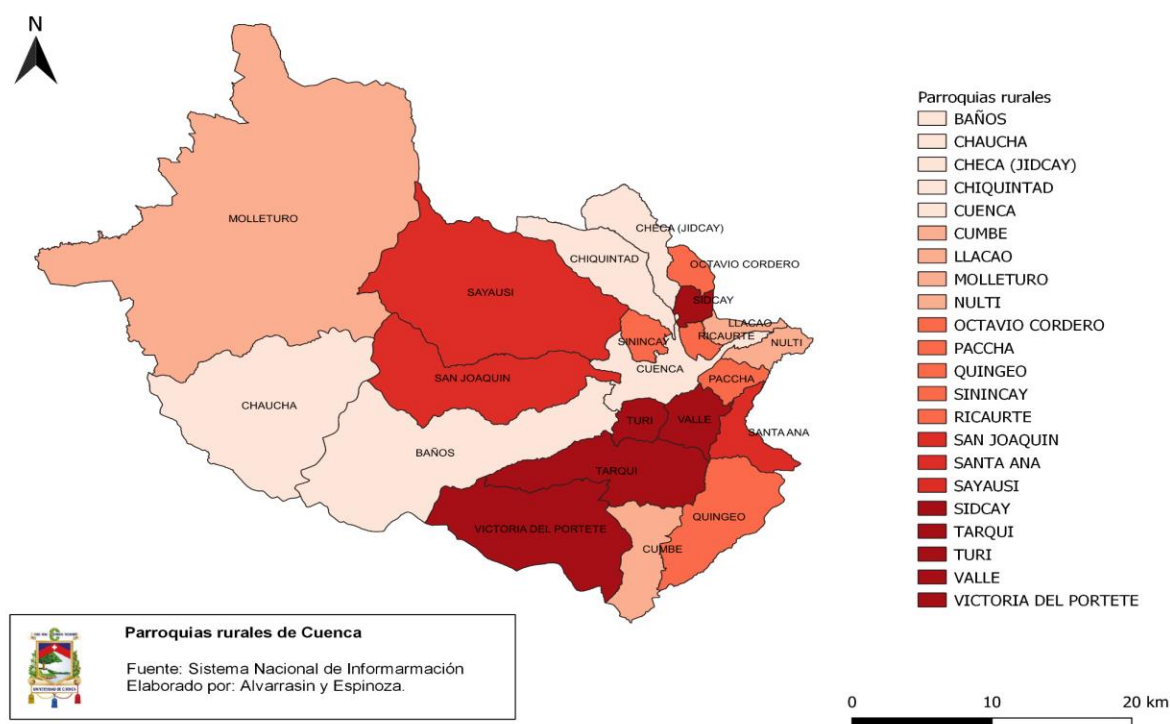 N
MOLLETURO
CHECA (JIDCAY)
CHIQUINTAD
OCTAVIO CORDERO
SAYAUSI
SIDCAY
LLACAO
RICAURTE
SININCAY
NULTI
CUENCA
SAN JOAQUIN
PACCHA
CHAUCHA
TURI
VALLE
SANTA ANA
BAÑOS
TARQUI
QUINGEO
VICTORIA DEL PORTETE
CUMBE
Parroquias rurales
BAÑOS
CHAUCHA
CHECA (JIDCAY)
CHIQUINTAD
CUENCA
CUMBE
LLACAO
MOLLETURO
NULTI
OCTAVIO CORDERO
PACCHA
QUINGEO
SININCAY
RICAURTE
SAN JOAQUIN
SANTA ANA
SAYAUSI
SIDCAY
TARQUI
TURI
VALLE
VICTORIA DEL PORTETE
Parroquias rurales de Cuenca
Fuente: Sistema Nacional de Informarmación
Elaborado por: Alvarrasin y Espinoza.
UNIVERSIDAD DE CUENCA
0 10 20 km